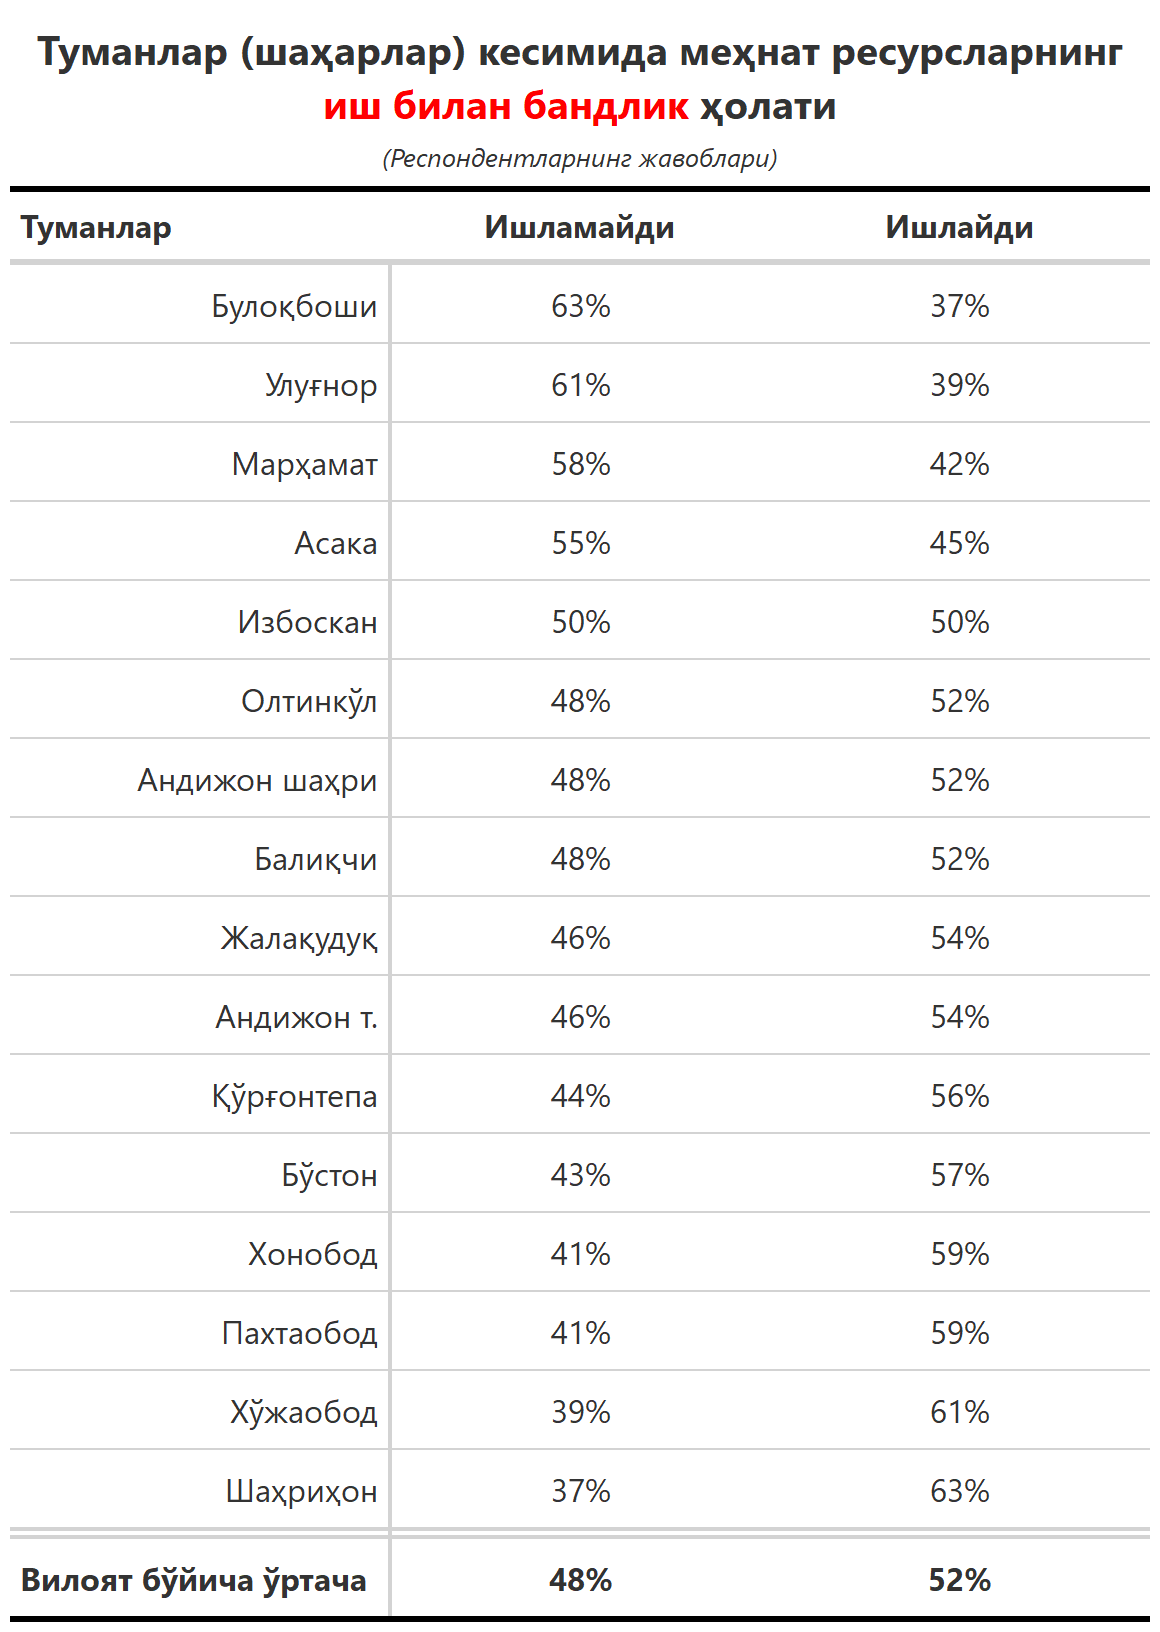 Туманлар (шаҳарлар) кесимида меҳнат ресурсларнинг
иш билан бандлик ҳолати
(Респондентларнинг жавоблари)
Туманлар Ишламайди Ишлайди
Булоқбоши 63% 37%
Улуғнор 61% 39%
Марҳамат 58% 42%
Асака 55% 45%
Избоскан 50% 50%
Олтинкўл 48% 52%
Андижон шаҳри 48% 52%
Балиқчи 48% 52%
Жалақудуқ 46% 54%
Андижон т. 46% 54%
Қўрғонтепа 44% 56%
Бўстон 43% 57%
Хонобод 41% 59%
Пахтаобод 41% 59%
Хўжаобод 39% 61%
Шаҳриҳон 37% 63%
Вилоят бўйича ўртача 48% 52%